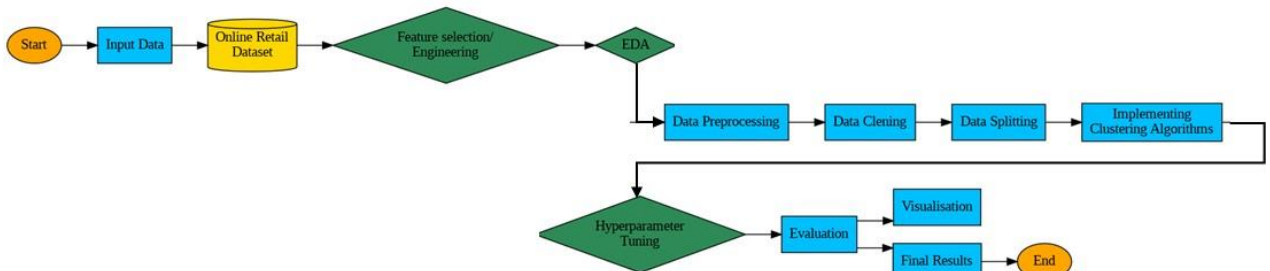 Start
Input Data
Online Retail
Dataset
Feature selection/
Engineering
EDA
Data Preprocessing
Data Clening
Data Splitting
Implementing
Clustering Algorithms
Hyperparameter
Tuning
Evaluation
Visualisation
Final Results
End